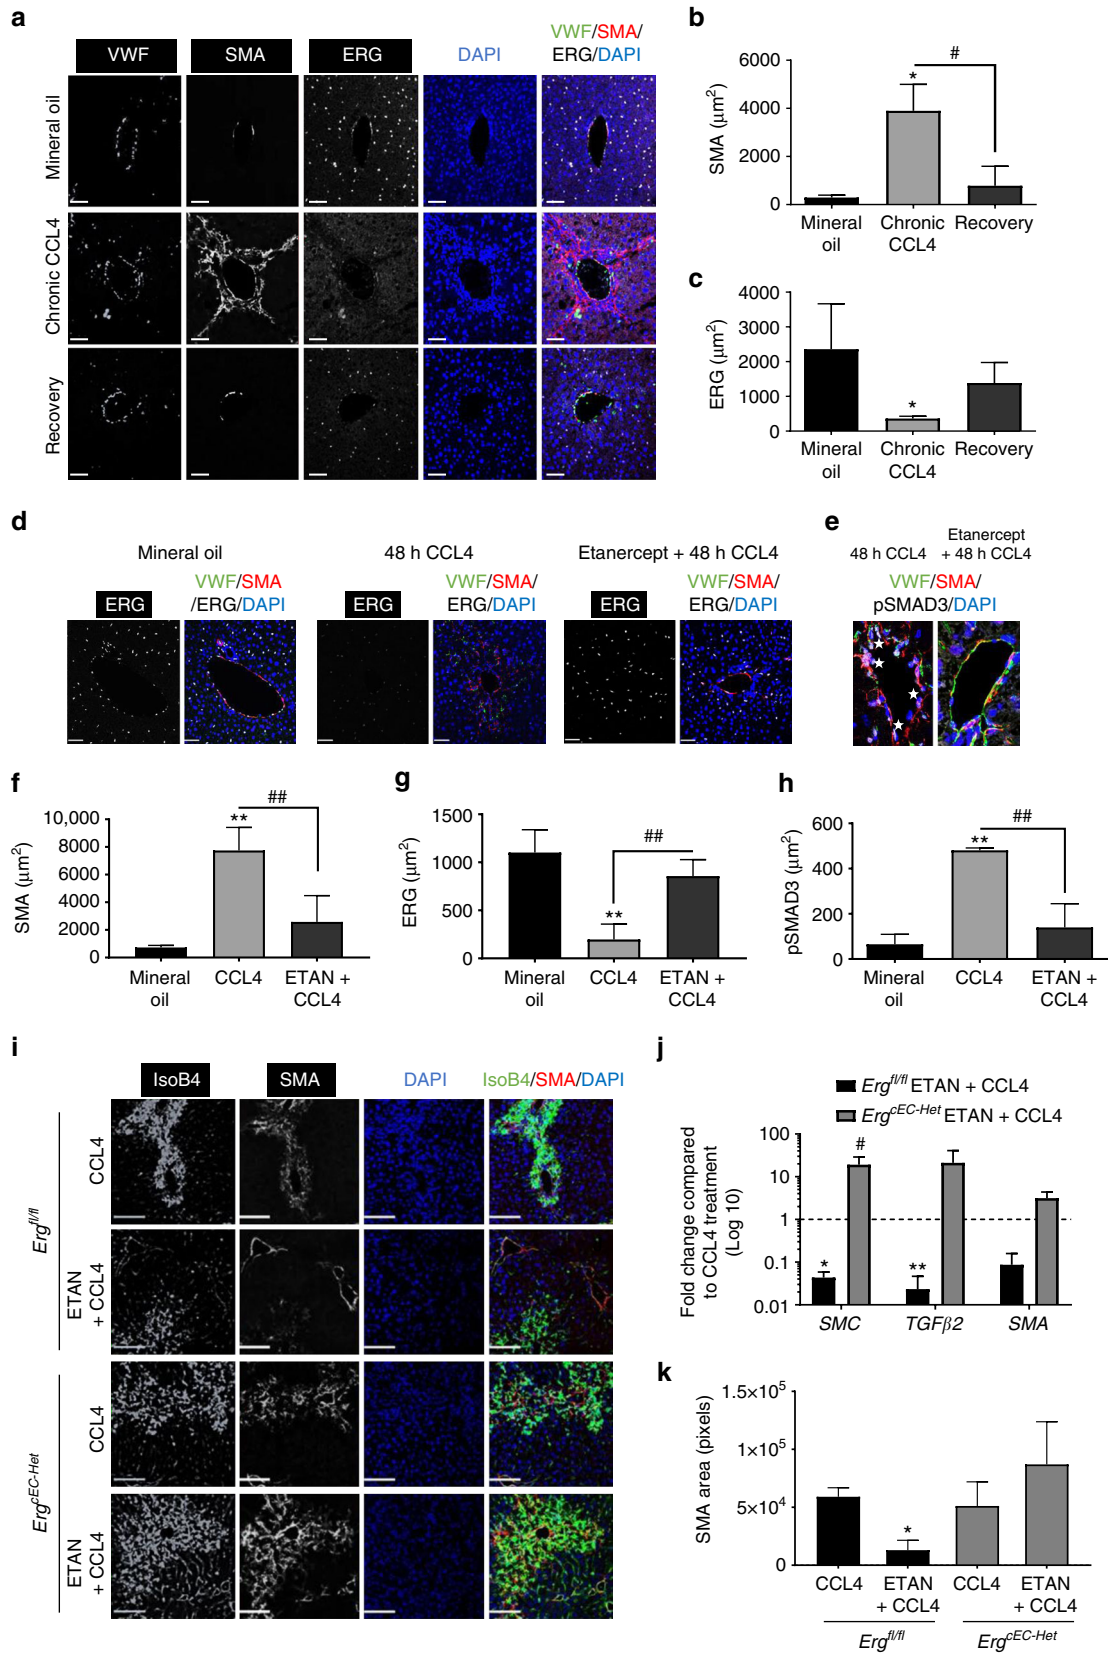 a
VWF
SMA
ERG
DAPI
VWF/SMA/
ERG/DAPI
Mineral oil
Chronic CCL4
Recovery
b
SMA (μm²)
6000
4000
2000
0
*
#
Mineral
oil
Chronic
CCL4
Recovery
c
ERG (μm²)
4000
3000
2000
1000
0
*
Mineral
oil
Chronic
CCL4
Recovery
d
Mineral oil
48 h CCL4
Etanercept + 48 h CCL4
ERG
VWF/SMA
/ERG/DAPI
ERG
VWF/SMA/
ERG/DAPI
ERG
VWF/SMA/
ERG/DAPI
e
48 h CCL4
Etanercept
+ 48 h CCL4
VWF/SMA/
pSMAD3/DAPI
f
SMA (μm²)
10,000
8000
6000
4000
2000
0
**
##
Mineral
oil
CCL4
ETAN +
CCL4
g
ERG (μm²)
1500
1000
500
0
**
##
Mineral
oil
CCL4
ETAN +
CCL4
h
pSMAD3 (μm²)
600
400
200
0
**
##
Mineral
oil
CCL4
ETAN +
CCL4
i
IsoB4
SMA
DAPI
IsoB4/SMA/DAPI
Erg^fl/fl
CCL4
ETAN
+ CCL4
Erg^cEC-Het
CCL4
ETAN
+ CCL4
j
Erg^fl/fl ETAN + CCL4
Erg^cEC-Het ETAN + CCL4
Fold change compared
to CCL4 treatment
(Log 10)
100
10
1
0.1
0.01
*
#
**
SMC
TGFβ2
SMA
k
SMA area (pixels)
1.5×10⁵
1×10⁵
5×10⁴
0
*
CCL4
ETAN
+ CCL4
CCL4
ETAN
+ CCL4
Erg^fl/fl
Erg^cEC-Het